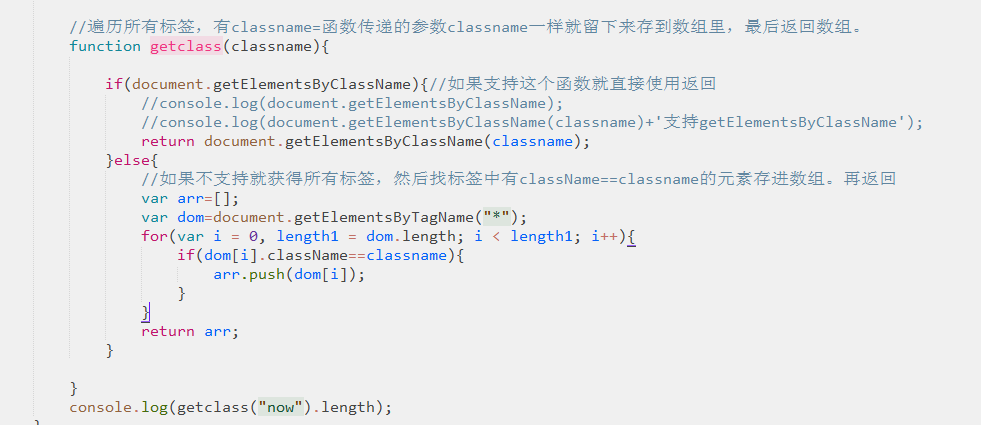 //遍历所有标签，有classname=函数传递的参数classname一样就留下来存到数组里，最后返回数组。
function getclass(classname){
if(document.getElementsByClassName){//如果支持这个函数就直接使用返回
//console.log(document.getElementsByClassName);
//console.log(document.getElementsByClassName(classname)+'支持getElementsByClassName');
return document.getElementsByClassName(classname);
}else{
//如果不支持就获得所有标签，然后找标签中有className==classname的元素存进数组。再返回
var arr=[];
var dom=document.getElementsByTagName("*");
for(var i = 0, length1 = dom.length; i < length1; i++){
if(dom[i].className==classname){
arr.push(dom[i]);
}
}
return arr;
}
}
console.log(getclass("now").length);